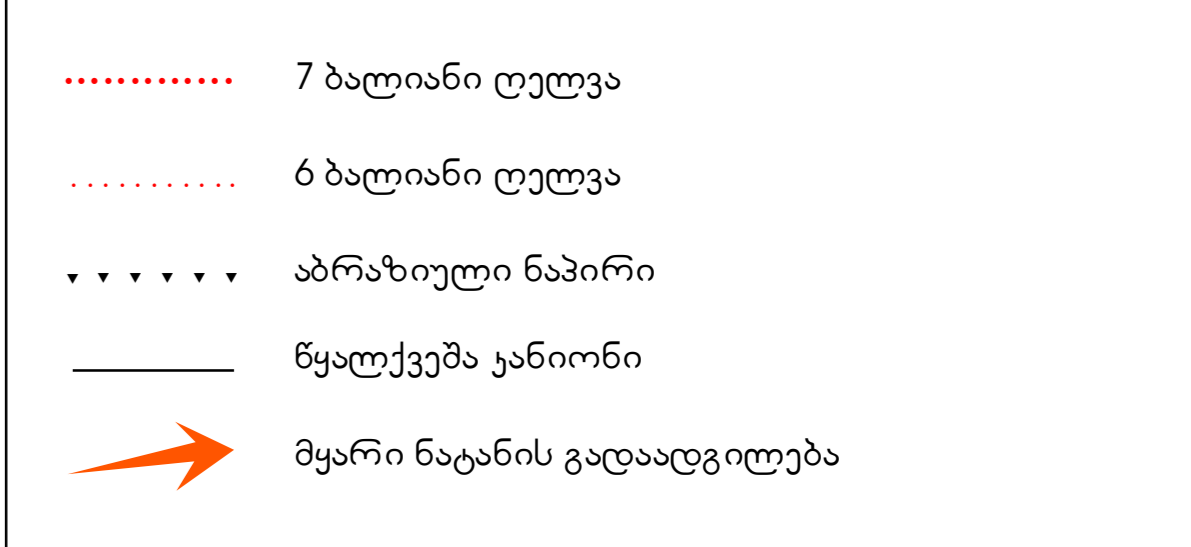 7 ბალიანი ღელვა
6 ბალიანი ღელვა
აბრაზიული ნაპირი
წყალქვეშა კანიონი
მყარი ნატანის გადაადგილება